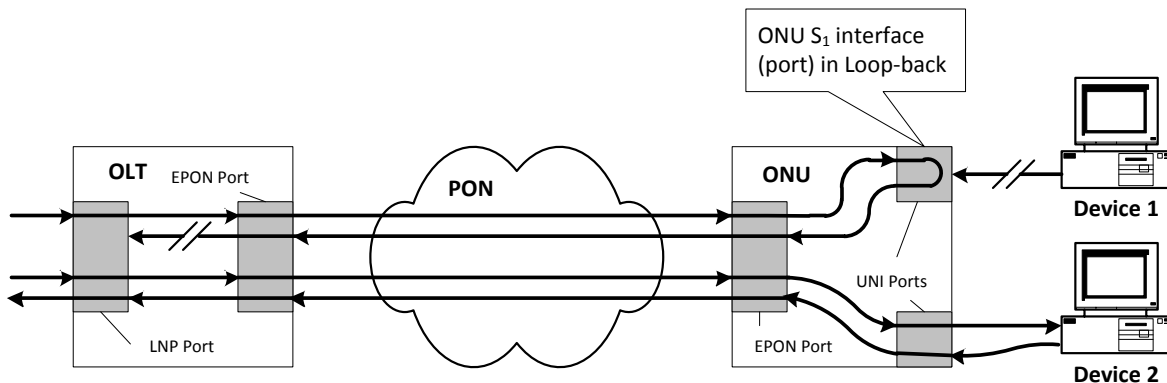 ONU S₁ interface
(port) in Loop-back
OLT
EPON Port
PON
ONU
Device 1
UNI Ports
LNP Port
EPON Port
Device 2